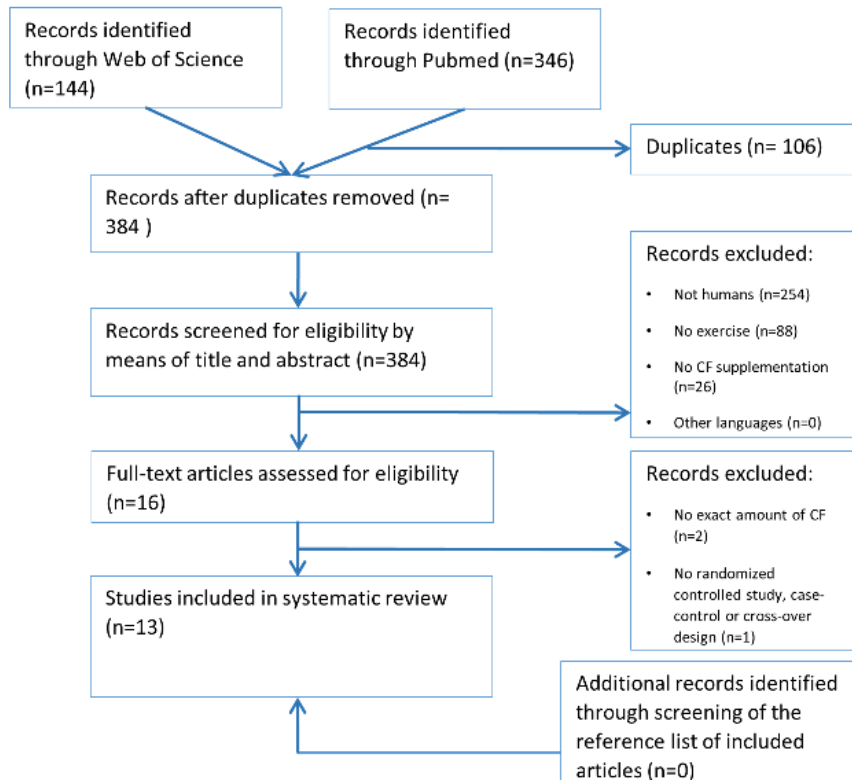 Records identified
through Web of Science
(n=144)
Records identified
through Pubmed (n=346)
Duplicates (n= 106)
Records after duplicates removed (n=
384 )
Records excluded:
• Not humans (n=254)
• No exercise (n=88)
• No CF supplementation
(n=26)
• Other languages (n=0)
Records screened for eligibility by
means of title and abstract (n=384)
Full-text articles assessed for eligibility
(n=16)
Records excluded:
• No exact amount of CF
(n=2)
• No randomized
controlled study, case-
control or cross-over
design (n=1)
Studies included in systematic review
(n=13)
Additional records identified
through screening of the
reference list of included
articles (n=0)